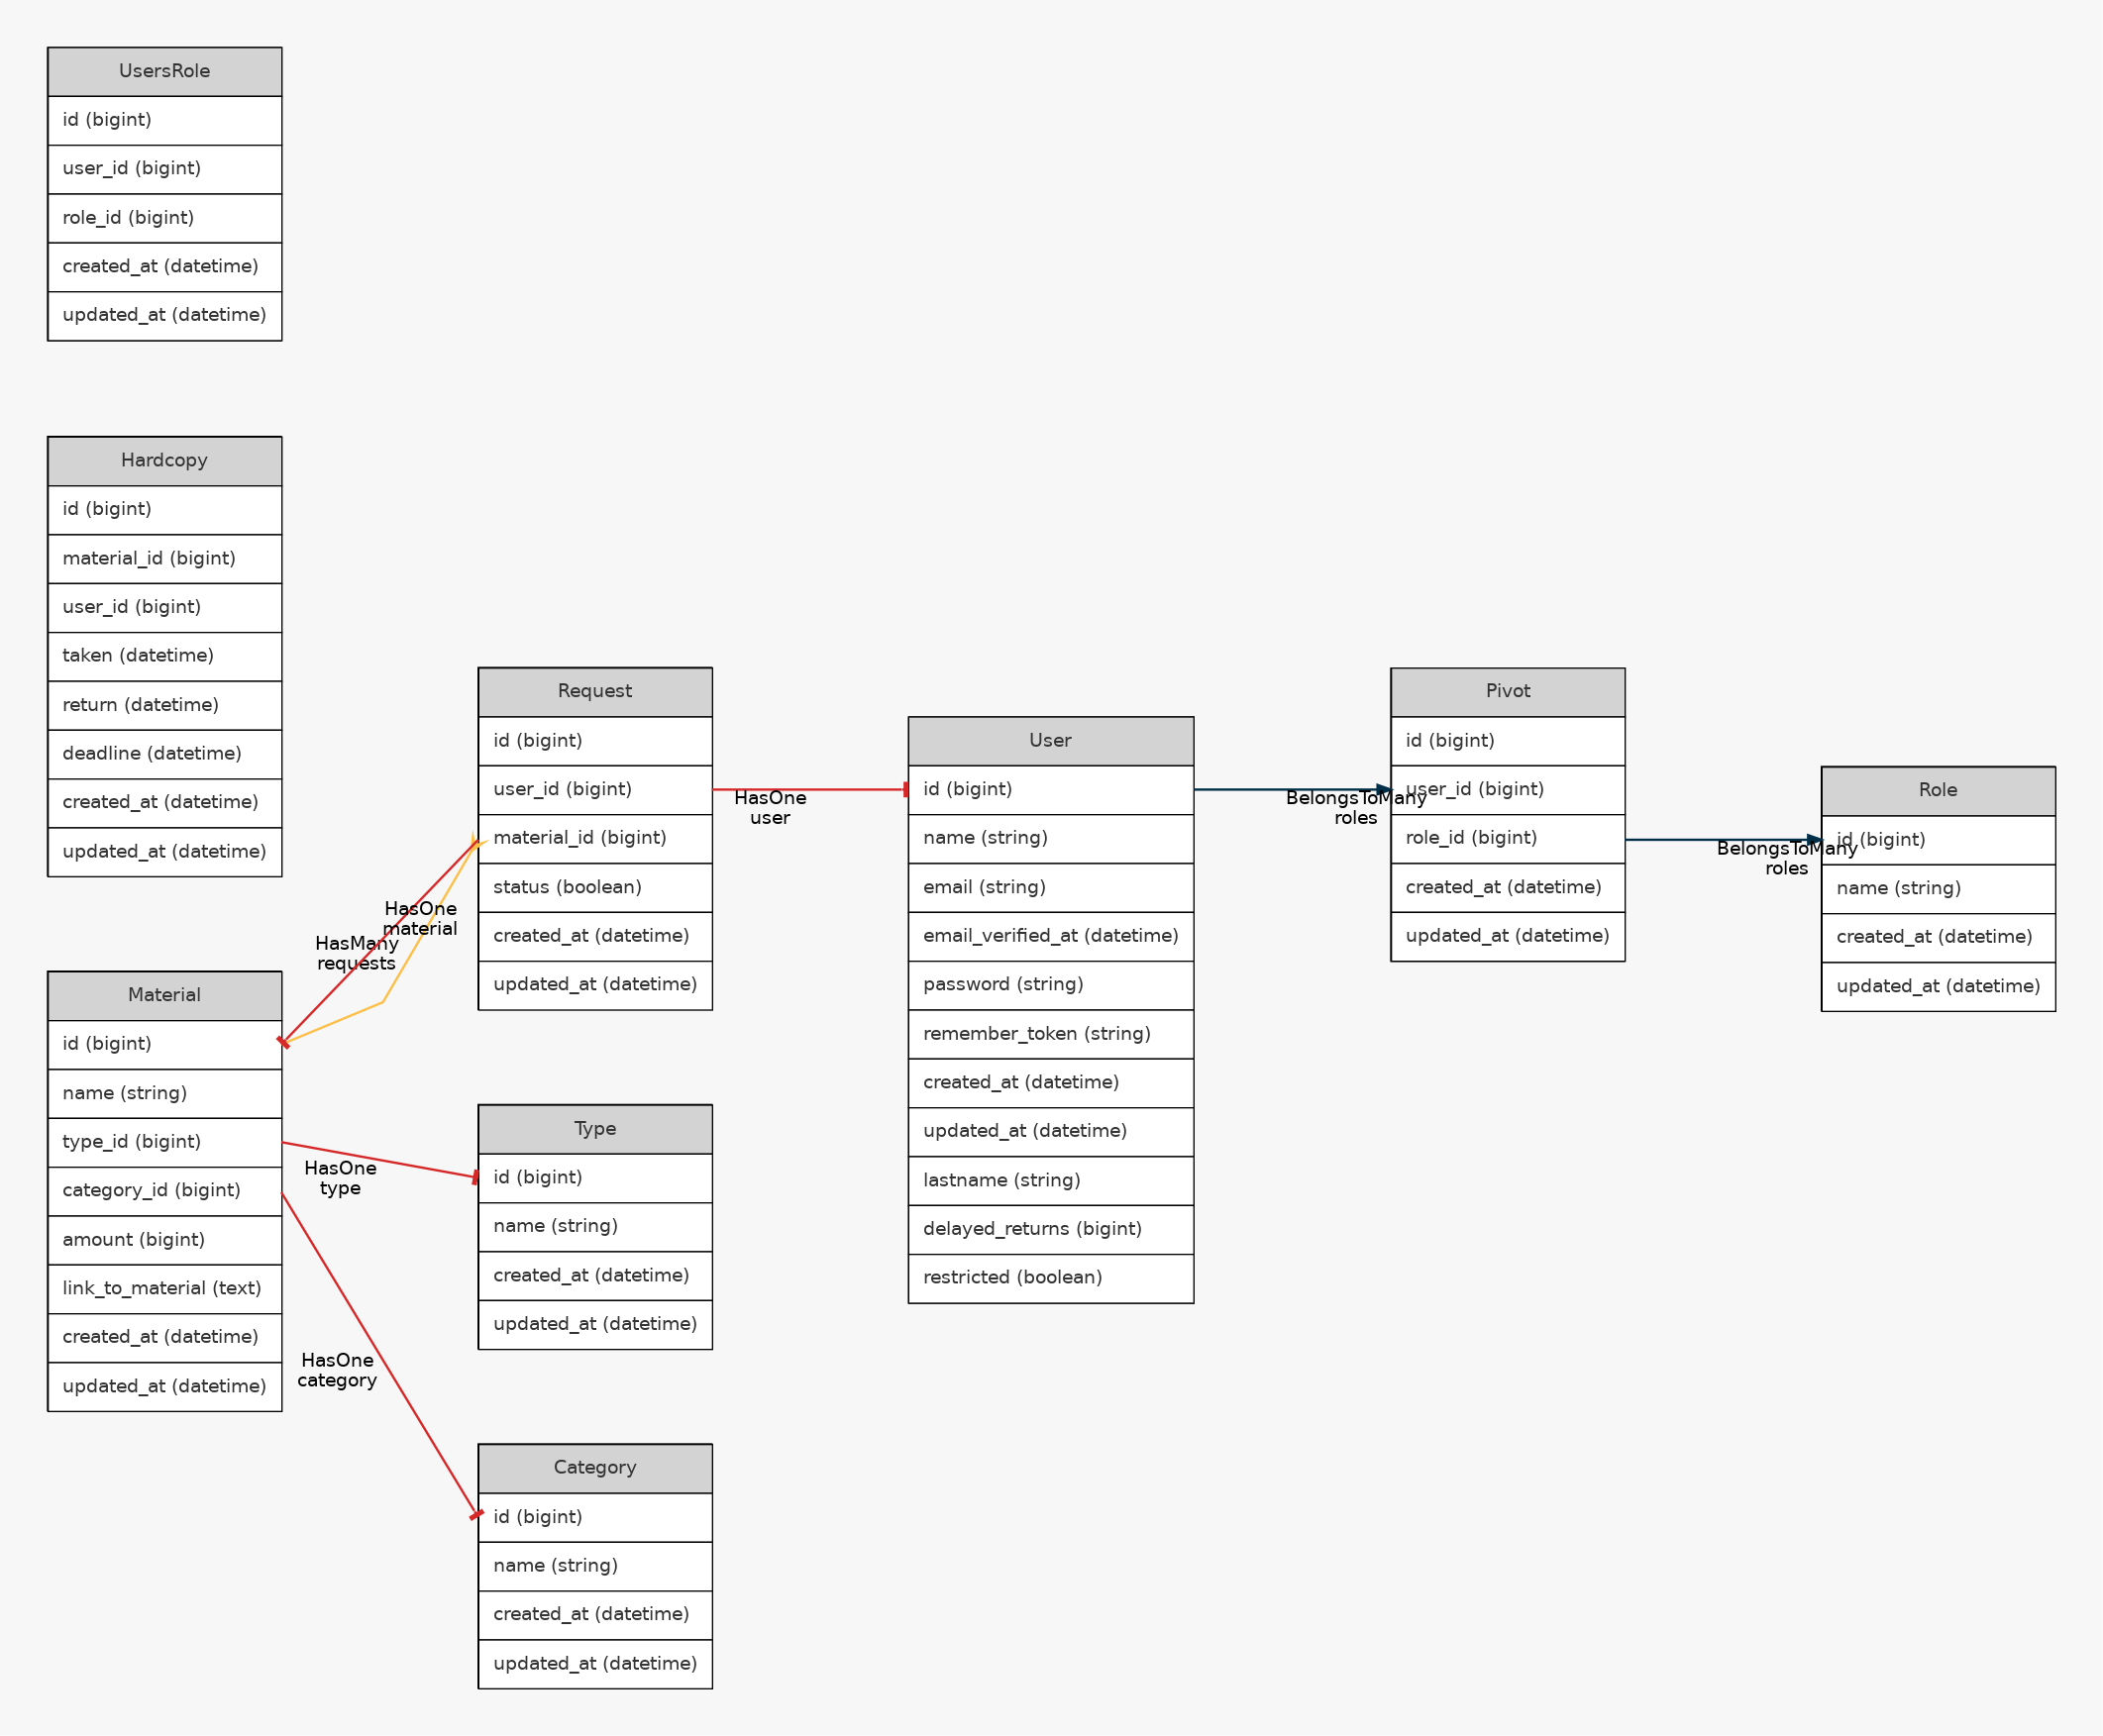 UsersRole
id (bigint)
user_id (bigint)
role_id (bigint)
created_at (datetime)
updated_at (datetime)
Hardcopy
id (bigint)
material_id (bigint)
user_id (bigint)
taken (datetime)
return (datetime)
deadline (datetime)
created_at (datetime)
updated_at (datetime)
Material
id (bigint)
name (string)
type_id (bigint)
category_id (bigint)
amount (bigint)
link_to_material (text)
created_at (datetime)
updated_at (datetime)
HasMany
requests
HasOne
material
HasOne
type
HasOne
category
Request
id (bigint)
user_id (bigint)
material_id (bigint)
status (boolean)
created_at (datetime)
updated_at (datetime)
Type
id (bigint)
name (string)
created_at (datetime)
updated_at (datetime)
Category
id (bigint)
name (string)
created_at (datetime)
updated_at (datetime)
HasOne
user
User
id (bigint)
name (string)
email (string)
email_verified_at (datetime)
password (string)
remember_token (string)
created_at (datetime)
updated_at (datetime)
lastname (string)
delayed_returns (bigint)
restricted (boolean)
BelongsToMany
roles
Pivot
id (bigint)
user_id (bigint)
role_id (bigint)
created_at (datetime)
updated_at (datetime)
BelongsToMany
roles
Role
id (bigint)
name (string)
created_at (datetime)
updated_at (datetime)